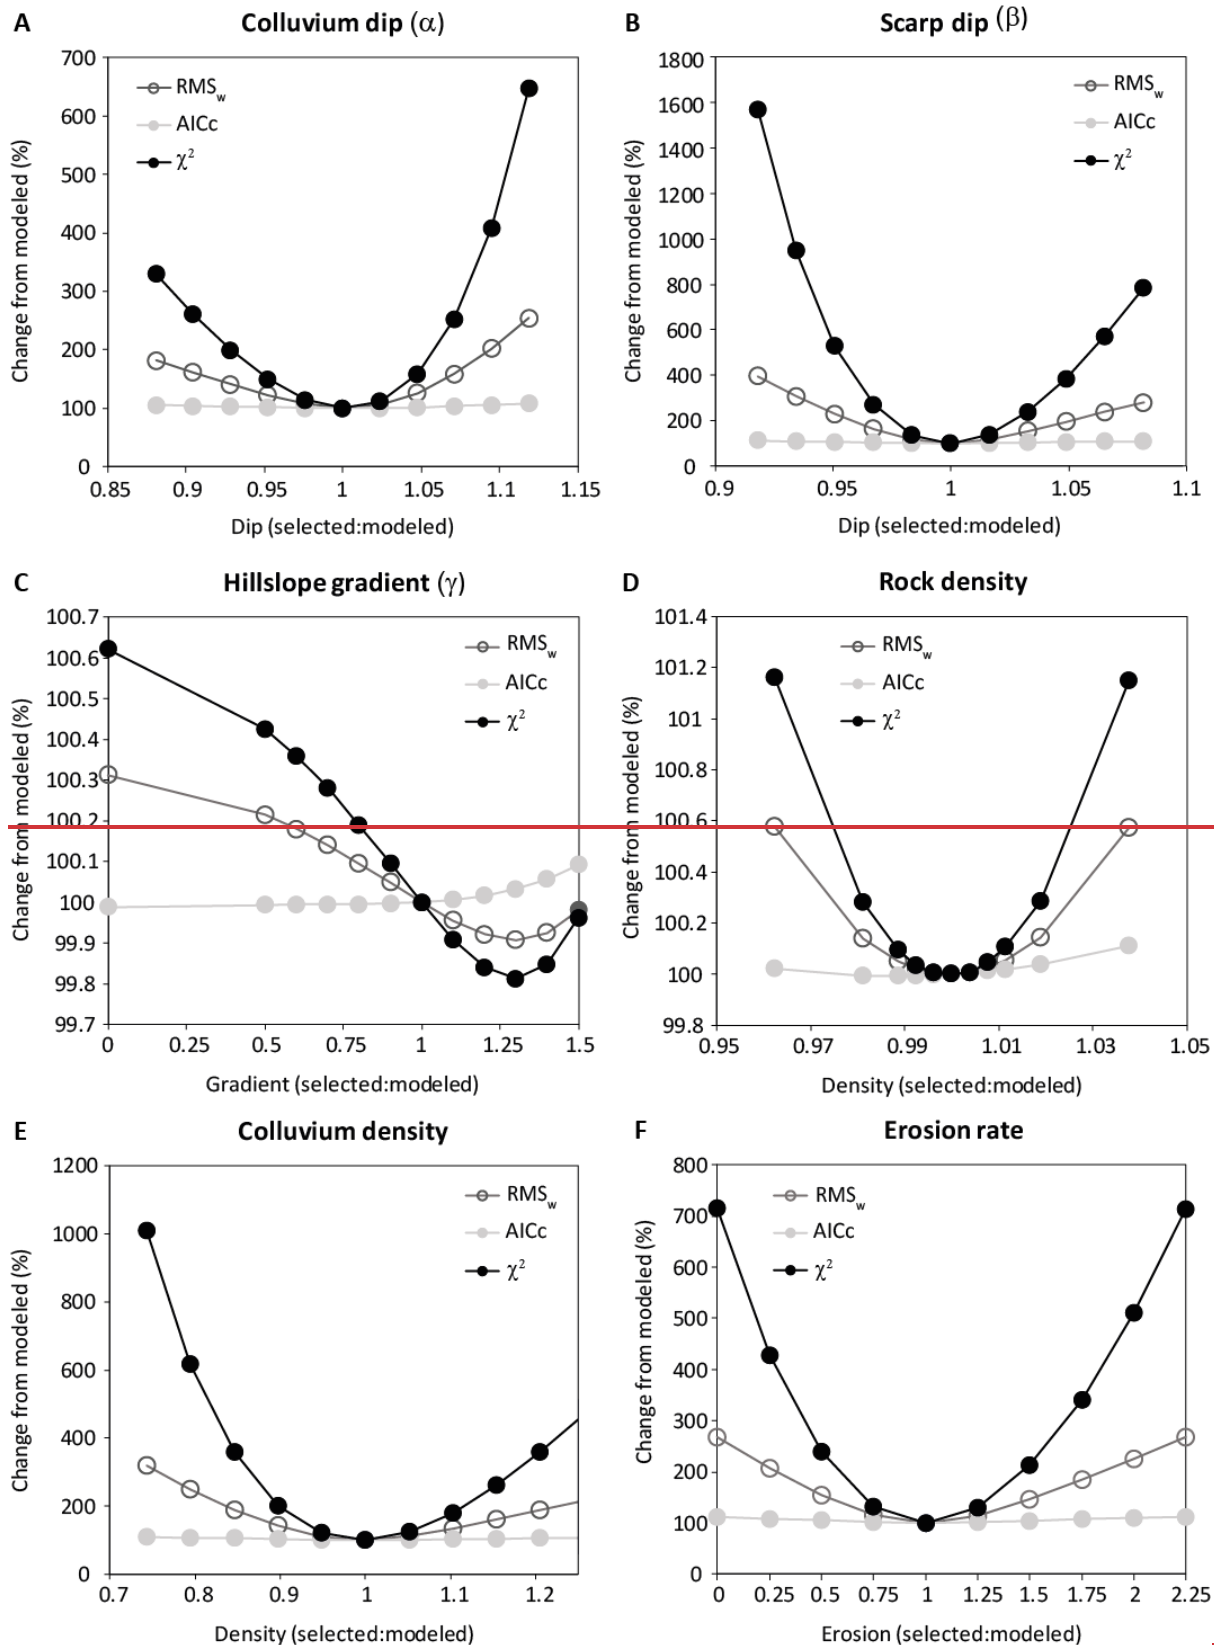 A Colluvium dip (α)
700
600
500
400
300
200
100
0
0.85 0.9 0.95 1 1.05 1.1 1.15
Change from modeled (%)
Dip (selected:modeled)
RMSw
AICc
χ²
B Scarp dip (β)
1800
1600
1400
1200
1000
800
600
400
200
0
0.9 0.95 1 1.05 1.1
Change from modeled (%)
Dip (selected:modeled)
RMSw
AICc
χ²
C Hillslope gradient (γ)
100.7
100.6
100.5
100.4
100.3
100.2
100.1
100
99.9
99.8
99.7
0 0.25 0.5 0.75 1 1.25 1.5
Change from modeled (%)
Gradient (selected:modeled)
RMSw
AICc
χ²
D Rock density
101.4
101.2
101
100.8
100.6
100.4
100.2
100
99.8
0.95 0.97 0.99 1.01 1.03 1.05
Change from modeled (%)
Density (selected:modeled)
RMSw
AICc
χ²
E Colluvium density
1200
1000
800
600
400
200
0
0.7 0.8 0.9 1 1.1 1.2
Change from modeled (%)
Density (selected:modeled)
RMSw
AICc
χ²
F Erosion rate
800
700
600
500
400
300
200
100
0
0 0.25 0.5 0.75 1 1.25 1.5 1.75 2 2.25
Change from modeled (%)
Erosion (selected:modeled)
RMSw
AICc
χ²